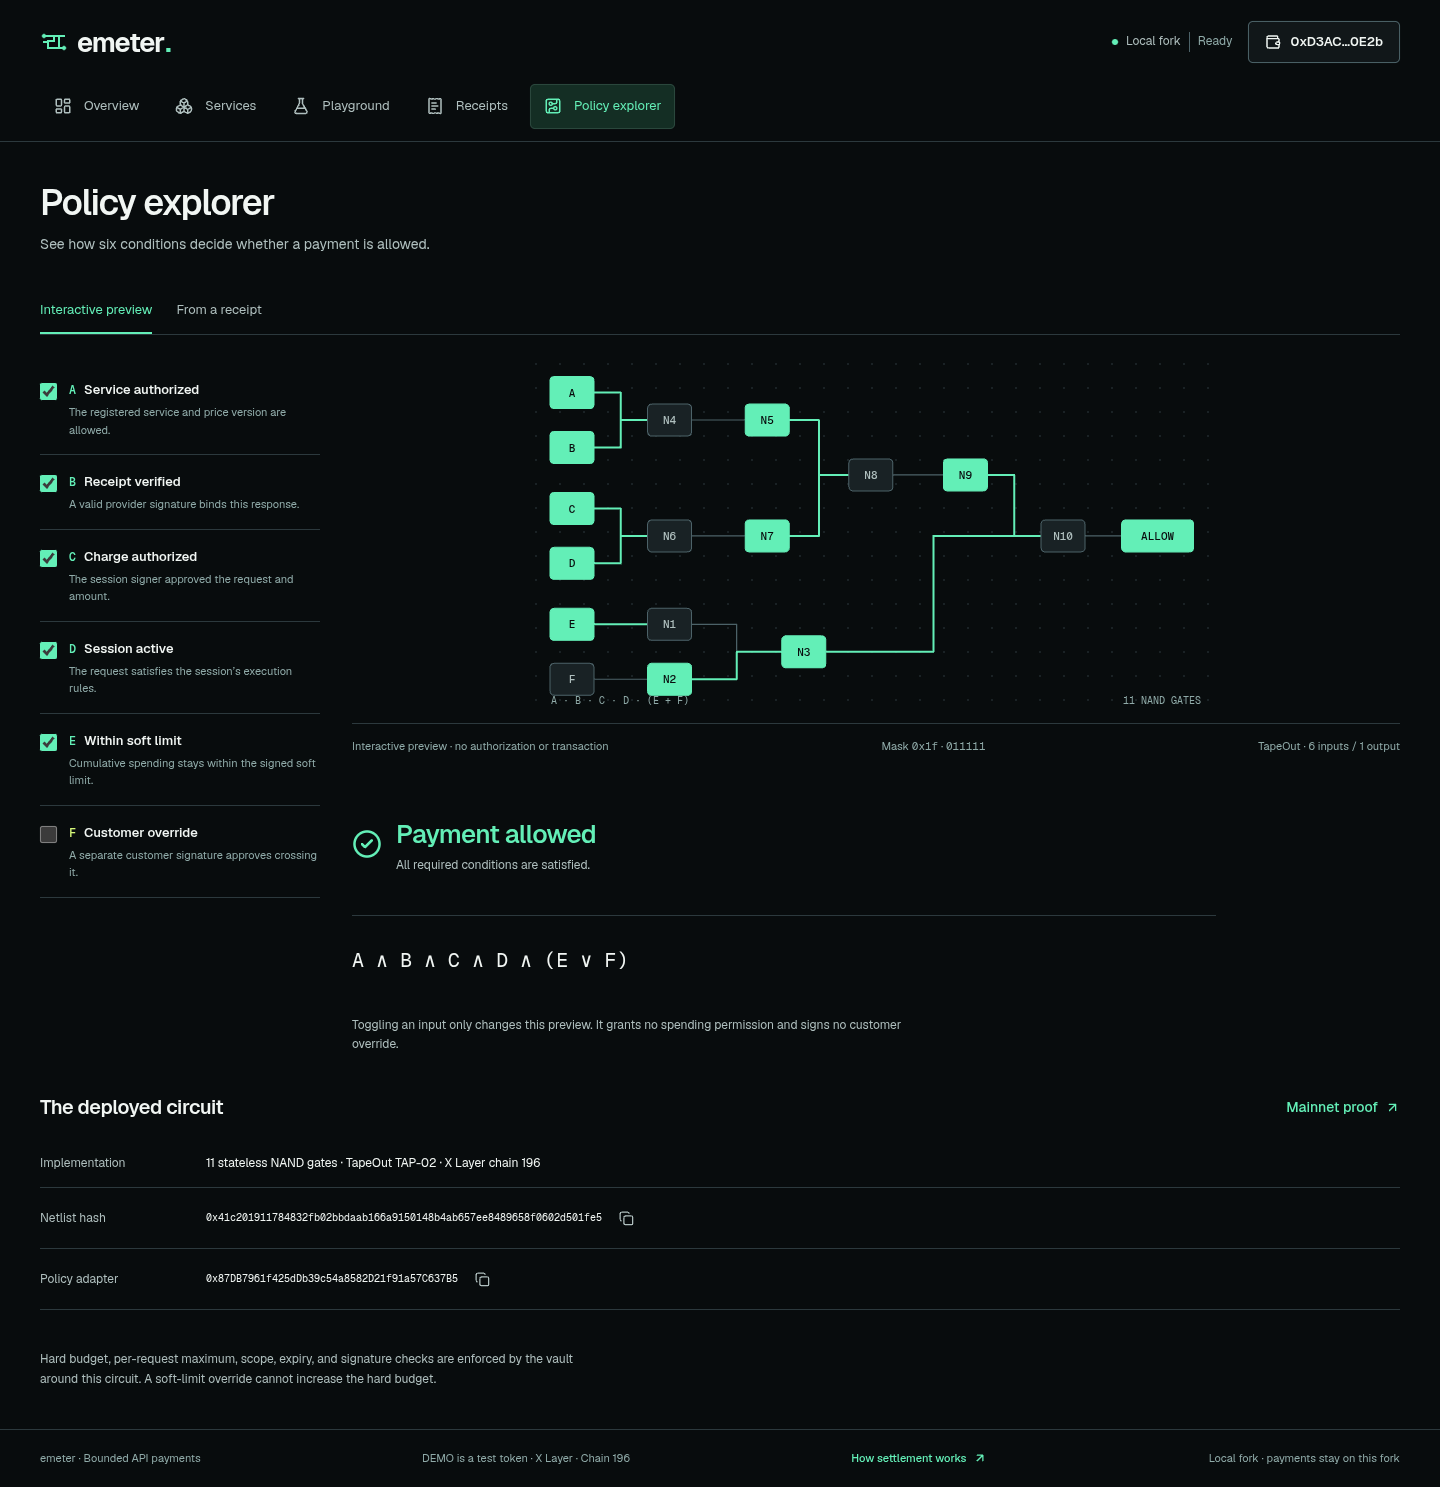 emeter.
Local fork
Ready
0xD3AC...0E2b
Overview
Services
Playground
Receipts
Policy explorer
Policy explorer
See how six conditions decide whether a payment is allowed.
Interactive preview
From a receipt
A Service authorized
The registered service and price version are
allowed.
B Receipt verified
A valid provider signature binds this response.
C Charge authorized
The session signer approved the request and
amount.
D Session active
The request satisfies the session's execution
rules.
E Within soft limit
Cumulative spending stays within the signed soft
limit.
F Customer override
A separate customer signature approves crossing
it.
A
B
C
D
E
F
N4
N6
N1
N2
N5
N7
N3
N8
N9
N10
ALLOW
A · B · C · D · (E + F)
11 NAND GATES
Interactive preview · no authorization or transaction
Mask 0x1f · 011111
TapeOut · 6 inputs / 1 output
Payment allowed
All required conditions are satisfied.
A ∧ B ∧ C ∧ D ∧ (E ∨ F)
Toggling an input only changes this preview. It grants no spending permission and signs no customer
override.
The deployed circuit
Mainnet proof
Implementation
11 stateless NAND gates · TapeOut TAP-02 · X Layer chain 196
Netlist hash
0x41c201911784832fb02bbdaab166a9150148b4ab657ee8489658f0602d501fe5
Policy adapter
0x87DB7961f425dDb39c54a8582D21f91a57C637B5
Hard budget, per-request maximum, scope, expiry, and signature checks are enforced by the vault
around this circuit. A soft-limit override cannot increase the hard budget.
emeter · Bounded API payments
DEMO is a test token · X Layer · Chain 196
How settlement works
Local fork · payments stay on this fork